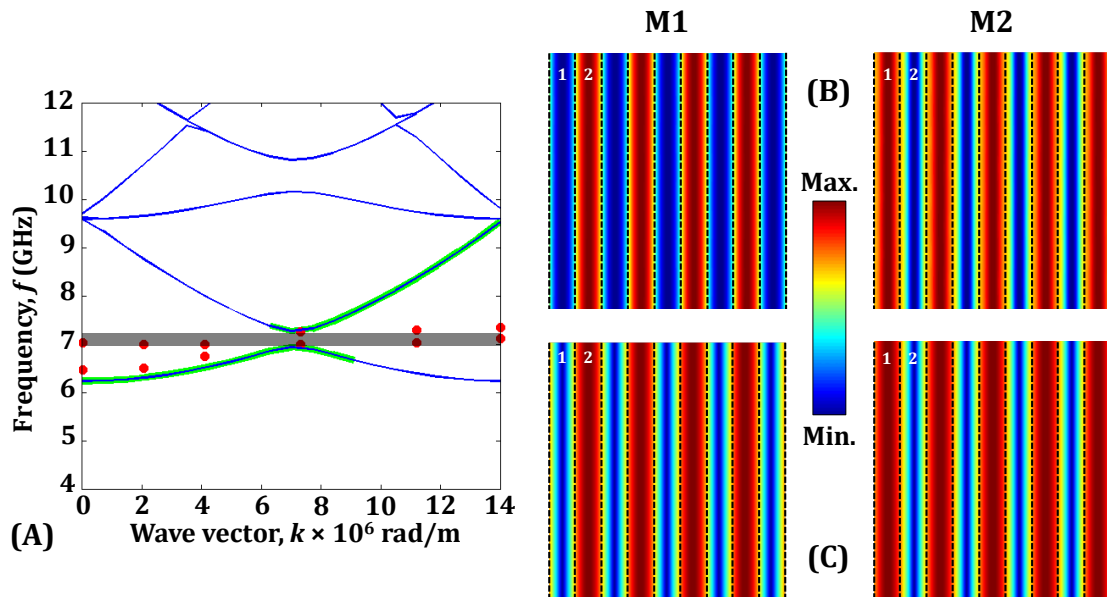 M1
M2
1 2
1 2
(B)
12
11
10
9
8
7
6
5
4
Frequency, f (GHz)
Max.
Min.
1 2
1 2
0 2 4 6 8 10 12 14
Wave vector, k × 10⁶ rad/m
(A)
(C)